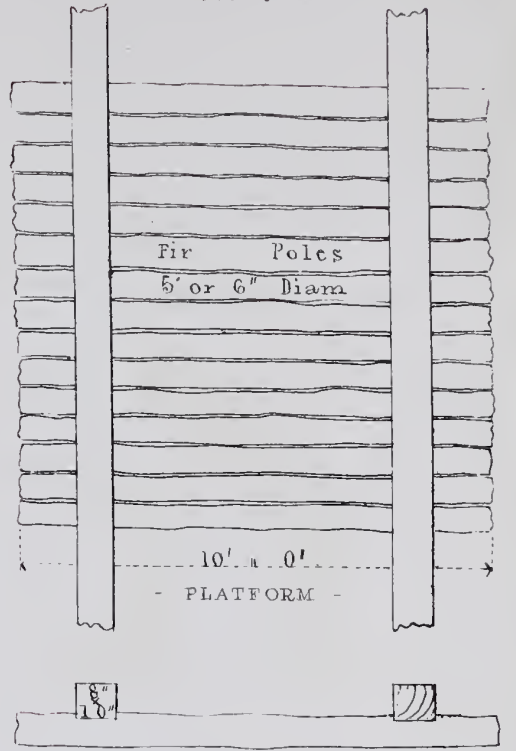 Fir Poles
5' or 6" Diam
10' " 0'
- PLATFORM -
8"
10"